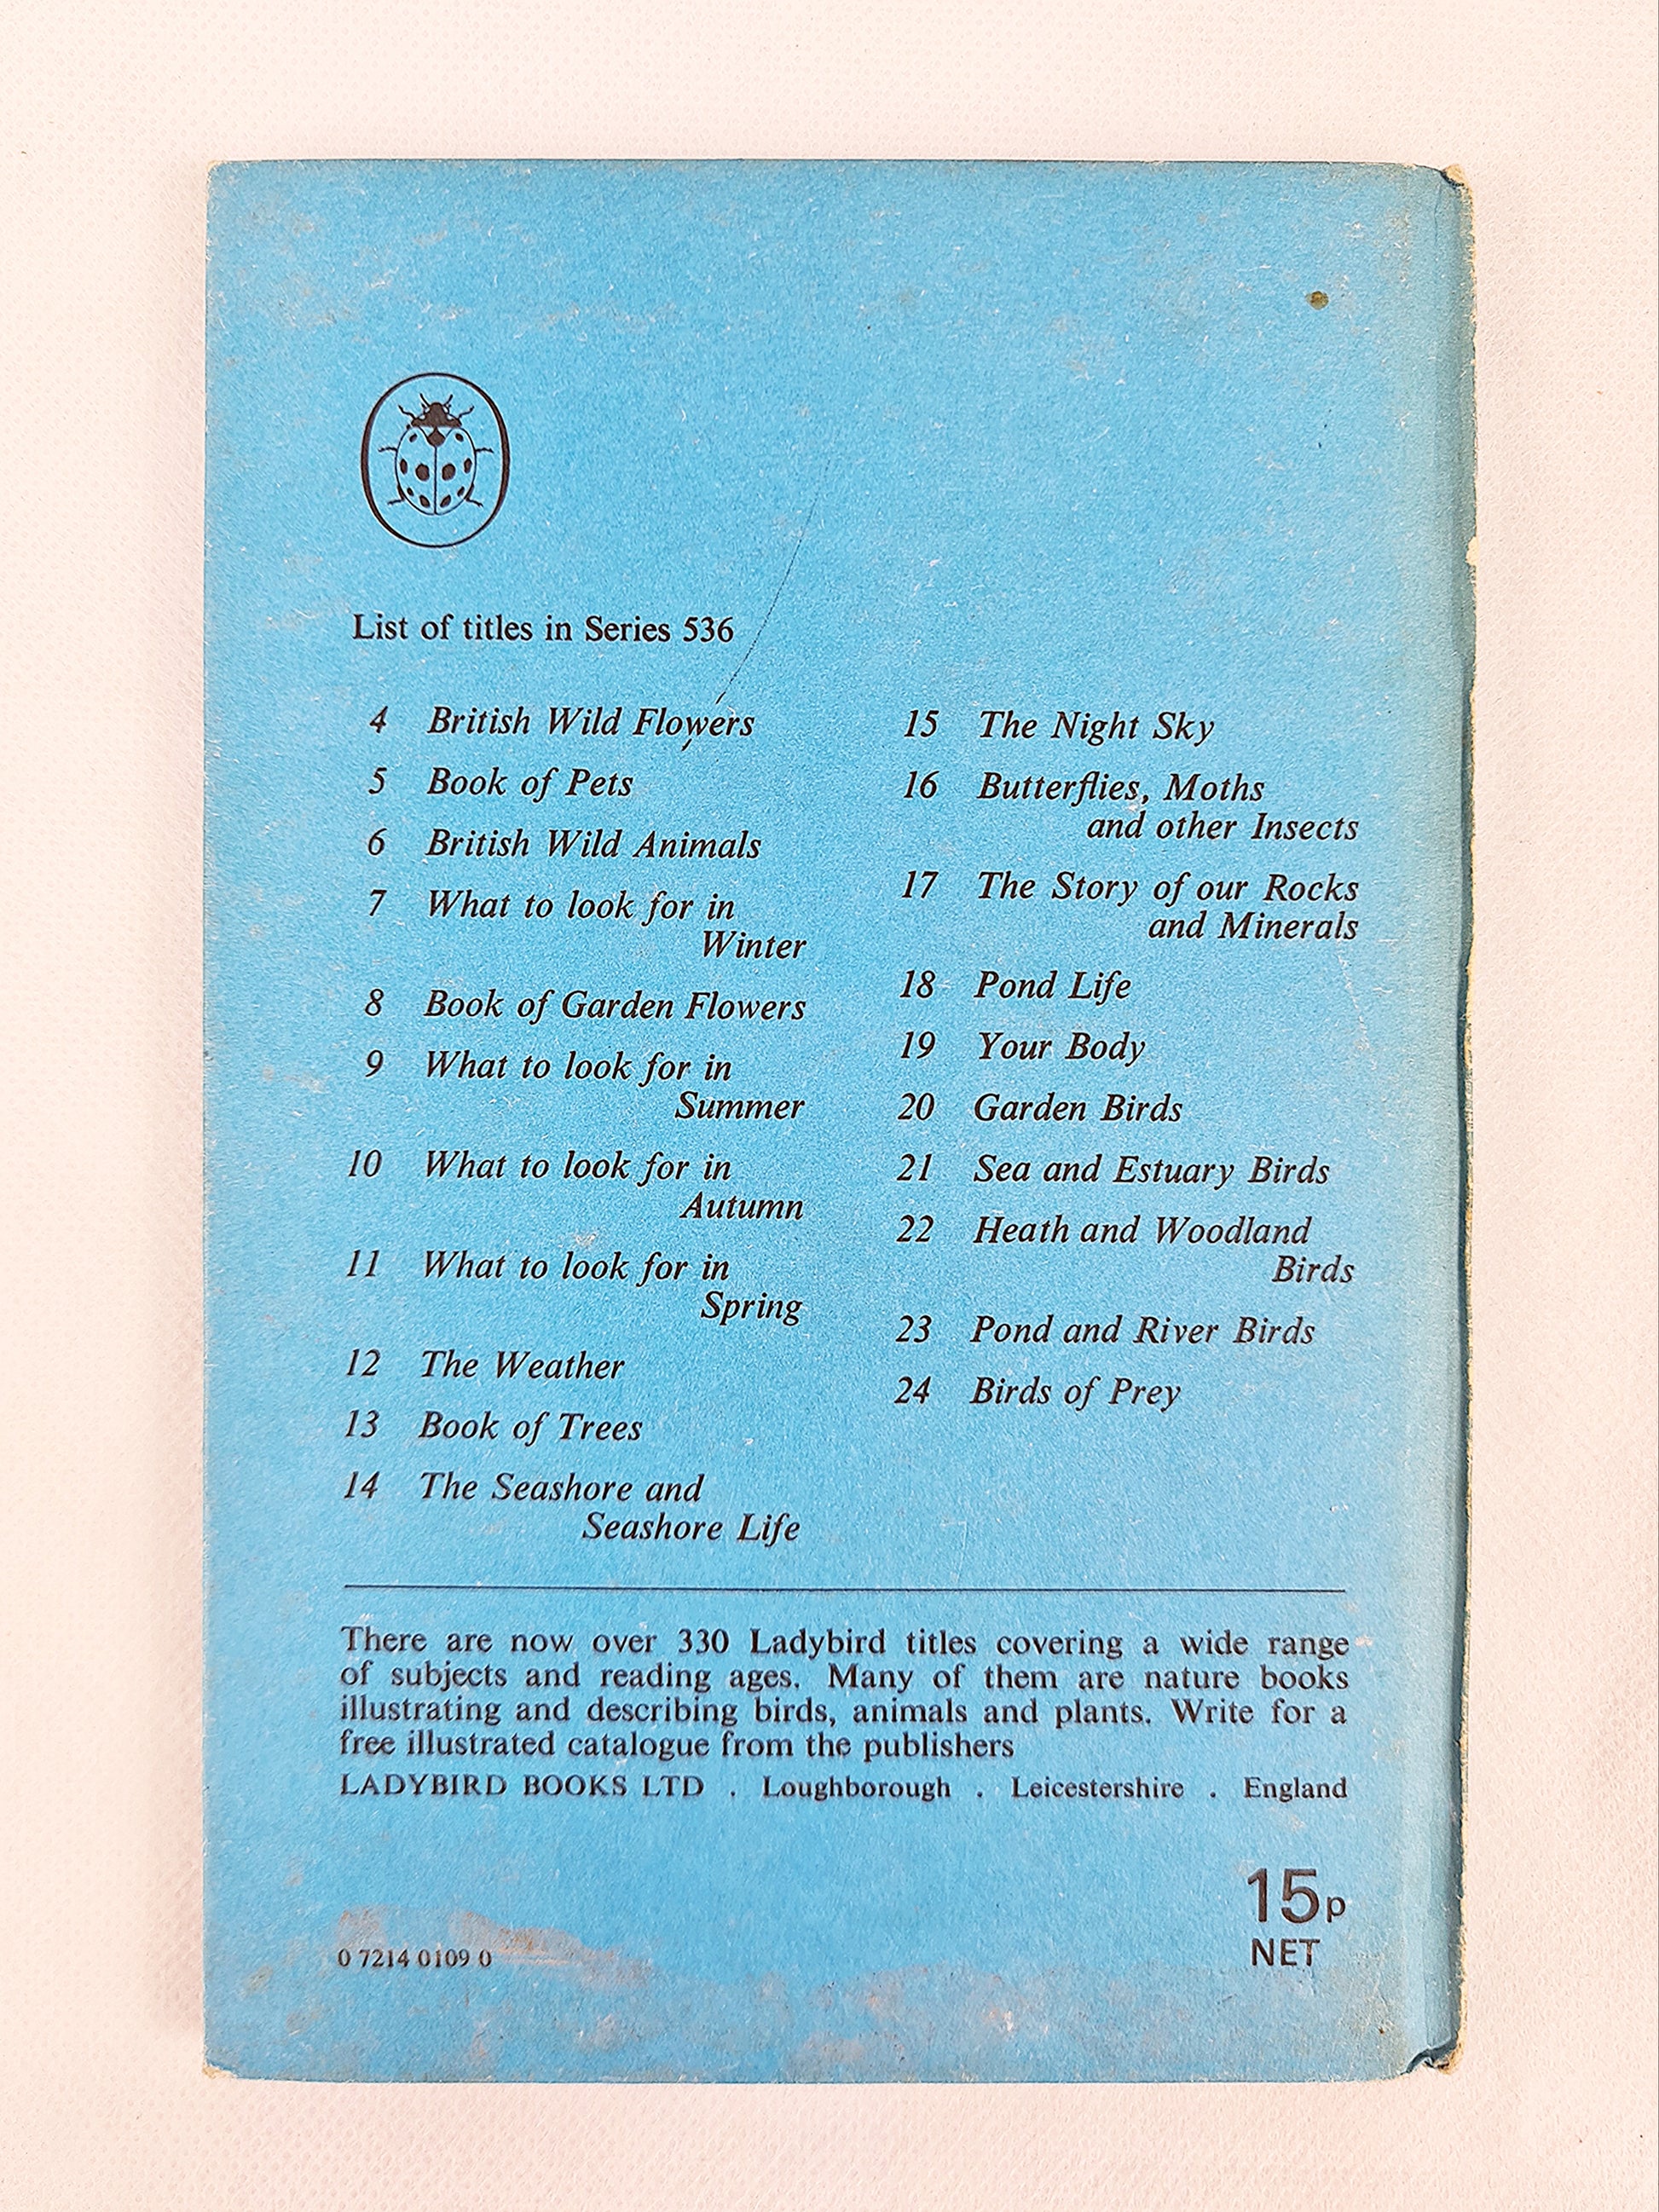 List of titles in Series 536
4 British Wild Flowers
5 Book of Pets
6 British Wild Animals
7 What to look for in
Winter
8 Book of Garden Flowers
9 What to look for in
Summer
10 What to look for in
Autumn
11 What to look for in
Spring
12 The Weather
13 Book of Trees
14 The Seashore and
Seashore Life
15 The Night Sky
16 Butterflies, Moths
and other Insects
17 The Story of our Rocks
and Minerals
18 Pond Life
19 Your Body
20 Garden Birds
21 Sea and Estuary Birds
22 Heath and Woodland
Birds
23 Pond and River Birds
24 Birds of Prey
There are now over 330 Ladybird titles covering a wide range
of subjects and reading ages. Many of them are nature books
illustrating and describing birds, animals and plants. Write for a
free illustrated catalogue from the publishers
LADYBIRD BOOKS LTD . Loughborough . Leicestershire . England
15p
NET
0 7214 0109 0